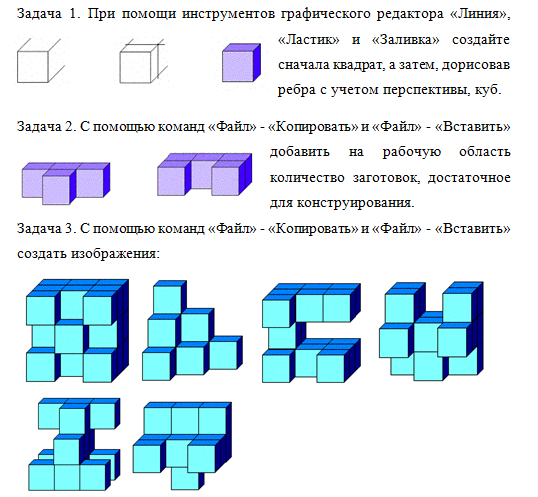 Задача 1. При помощи инструментов графического редактора «Линия»,
«Ластик» и «Заливка» создайте
сначала квадрат, а затем, дорисовав
ребра с учетом перспективы, куб.
Задача 2. С помощью команд «Файл» - «Копировать» и «Файл» - «Вставить»
добавить на рабочую область
количество заготовок, достаточное
для конструирования.
Задача 3. С помощью команд «Файл» - «Копировать» и «Файл» - «Вставить»
создать изображения: